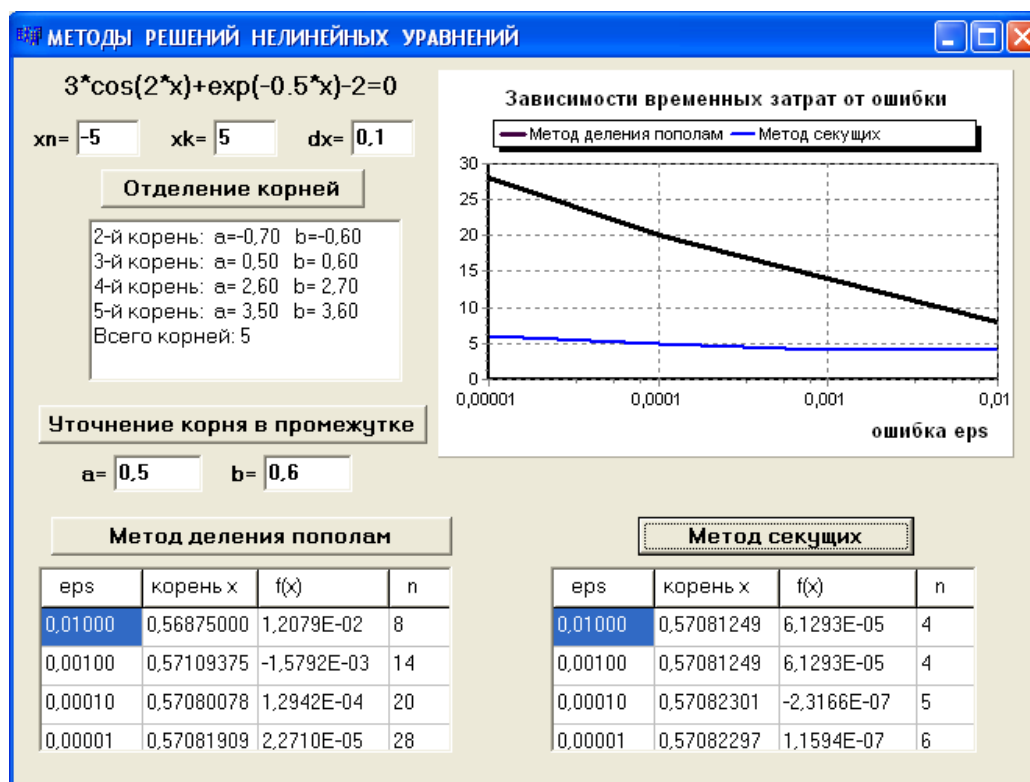 МЕТОДЫ РЕШЕНИЙ НЕЛИНЕЙНЫХ УРАВНЕНИЙ
3*cos(2*x)+exp(-0.5*x)-2=0
xn= -5 xk= 5 dx= 0,1
Отделение корней
2-й корень: a=-0,70 b=-0,60
3-й корень: a= 0,50 b= 0,60
4-й корень: a= 2,60 b= 2,70
5-й корень: a= 3,50 b= 3,60
Всего корней: 5
Зависимости временных затрат от ошибки
Метод деления пополам Метод секущих
30
25
20
15
10
5
0
0,00001 0,0001 0,001 0,01
ошибка eps
Уточнение корня в промежутке
a= 0,5 b= 0,6
Метод деления пополам
eps корень x f(x) n
0,01000 0,56875000 1,2079E-02 8
0,00100 0,57109375 -1,5792E-03 14
0,00010 0,57080078 1,2942E-04 20
0,00001 0,57081909 2,2710E-05 28
Метод секущих
eps корень x f(x) n
0,01000 0,57081249 6,1293E-05 4
0,00100 0,57081249 6,1293E-05 4
0,00010 0,57082301 -2,3166E-07 5
0,00001 0,57082297 1,1594E-07 6